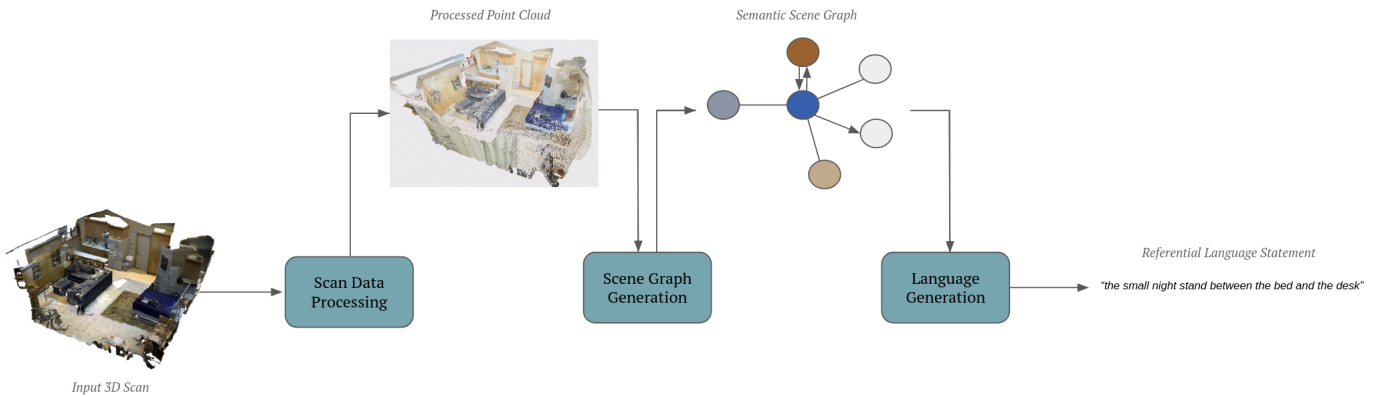 Processed Point Cloud
Semantic Scene Graph
Scan Data
Processing
Scene Graph
Generation
Language
Generation
Referential Language Statement
“the small night stand between the bed and the desk”
Input 3D Scan